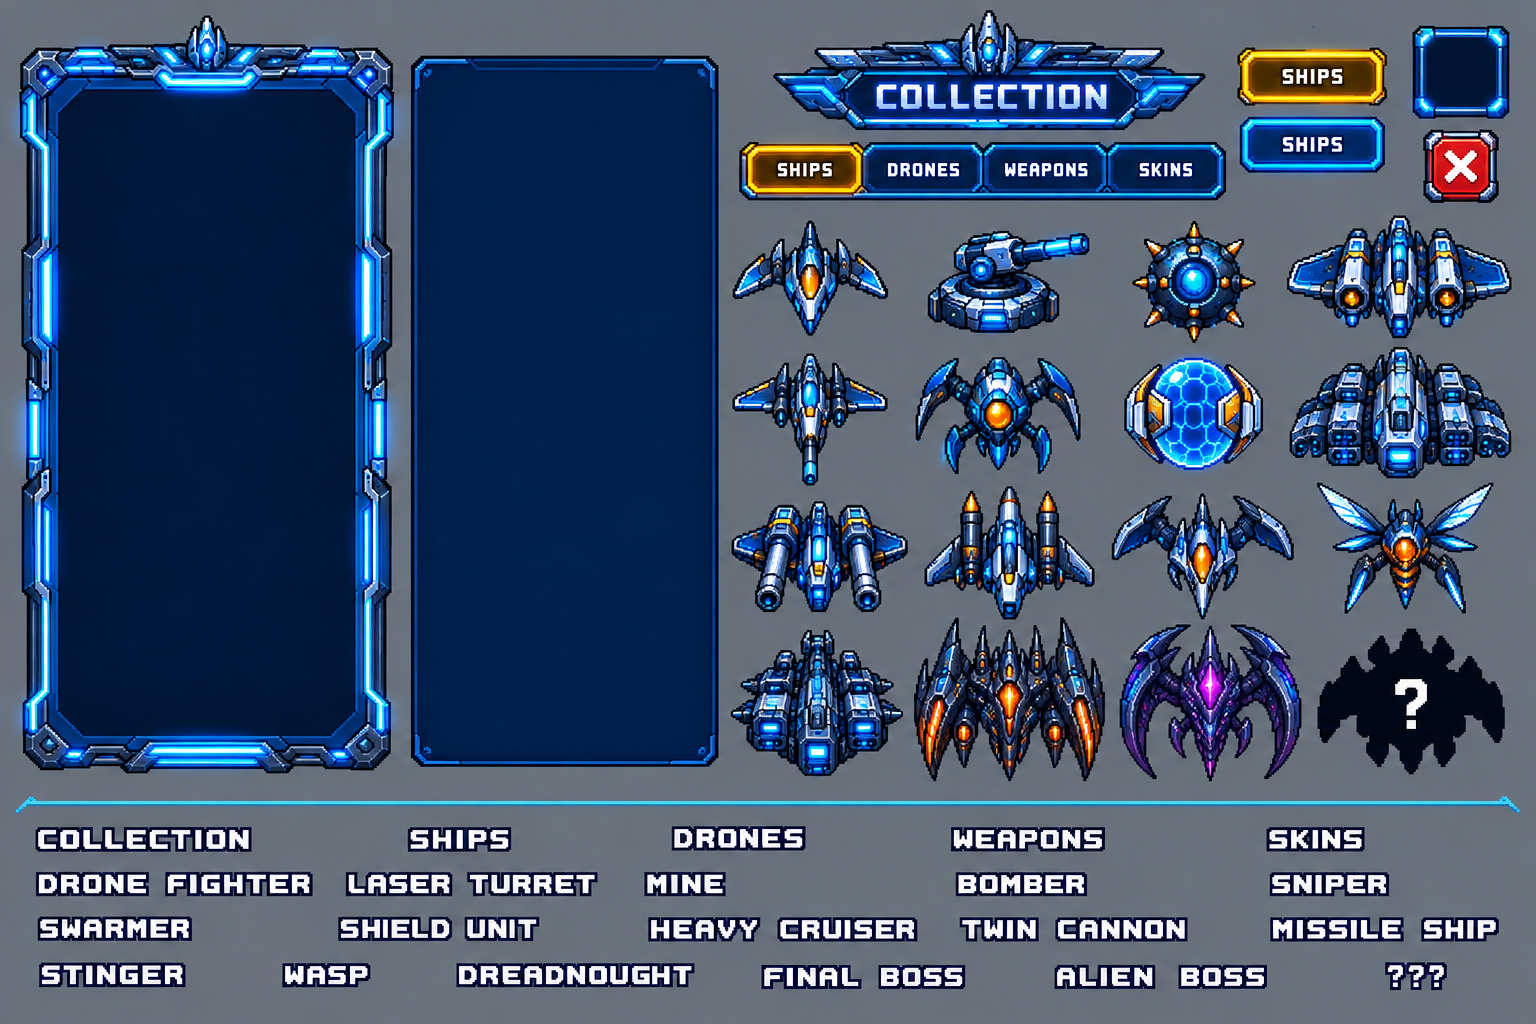 COLLECTION
SHIPS
SHIPS
SHIPS DRONES WEAPONS SKINS
?
COLLECTION SHIPS DRONES WEAPONS SKINS
DRONE FIGHTER LASER TURRET MINE BOMBER SNIPER
SWARMER SHIELD UNIT HEAVY CRUISER TWIN CANNON MISSILE SHIP
STINGER WASP DREADNOUGHT FINAL BOSS ALIEN BOSS ???